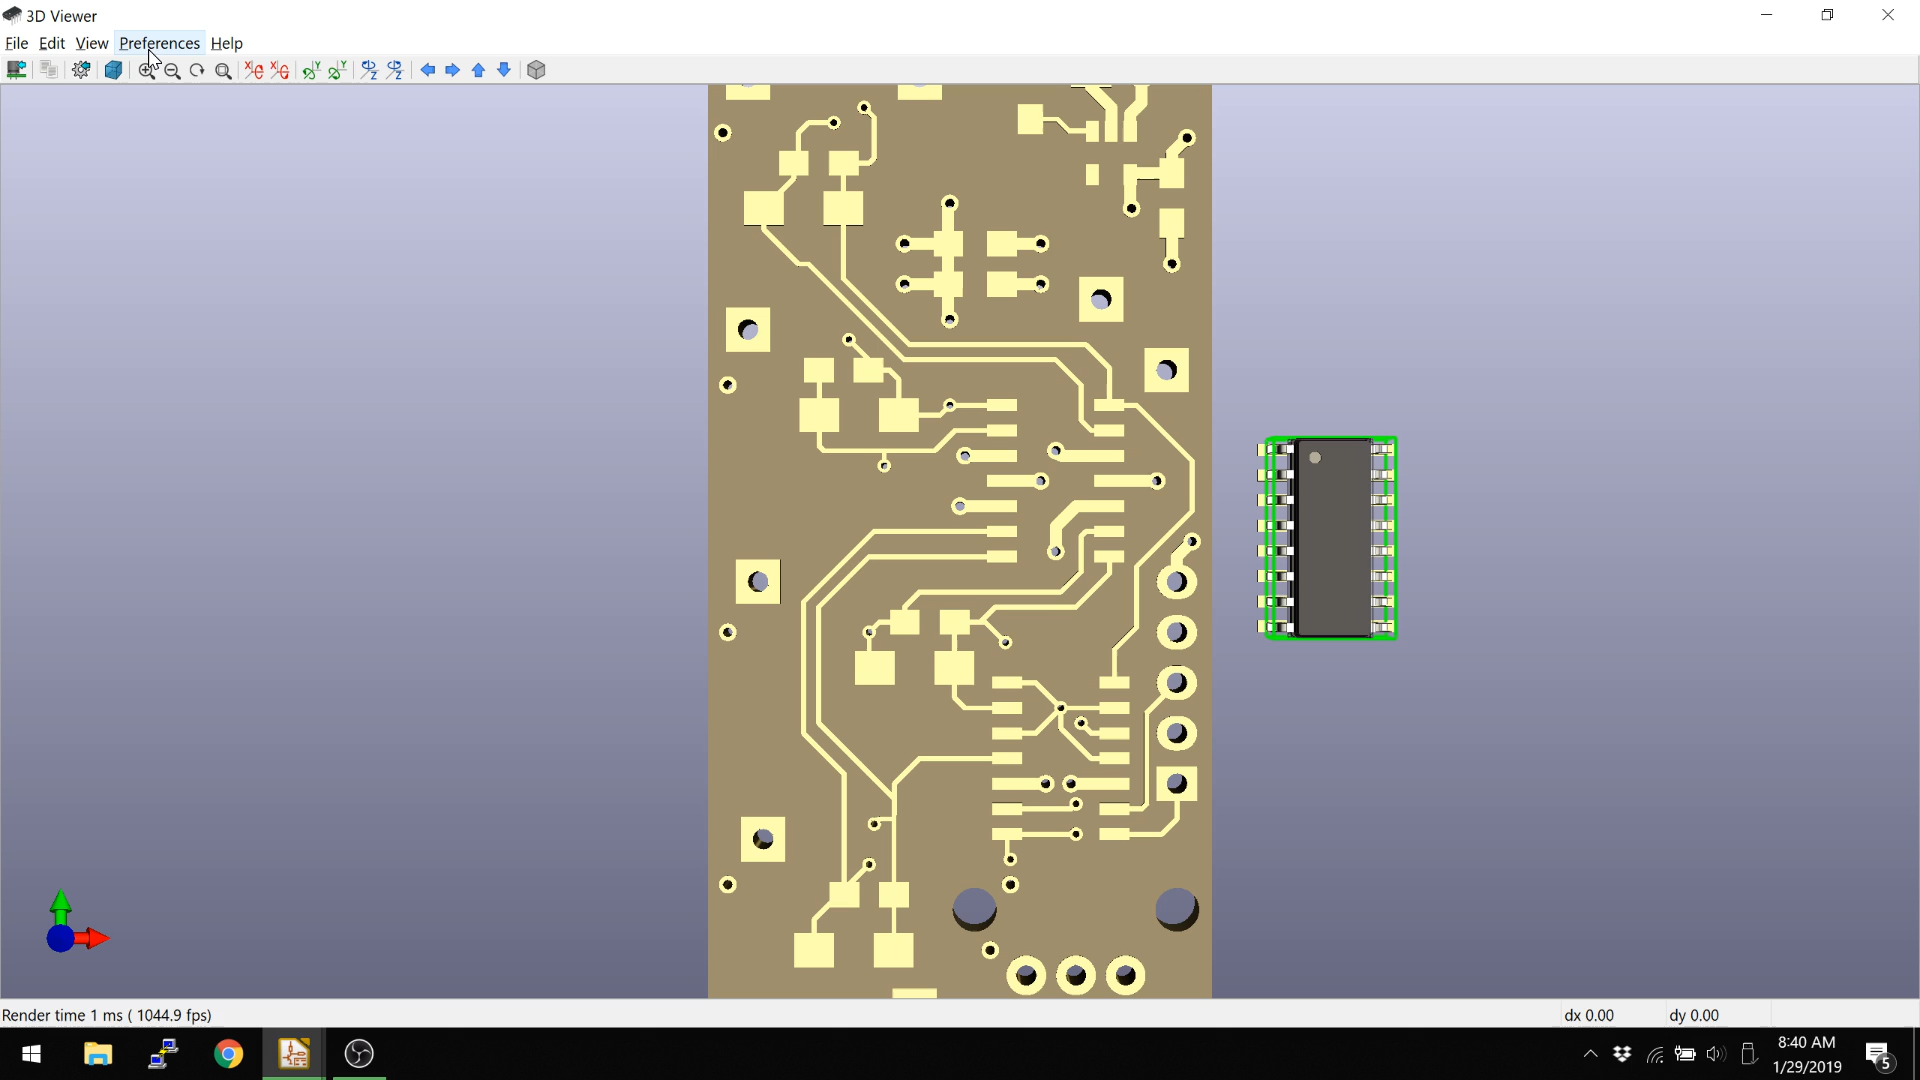 3D Viewer
File Edit View Preferences Help
Render time 1 ms ( 1044.9 fps)
dx 0.00
dy 0.00
8:40 AM
1/29/2019
5